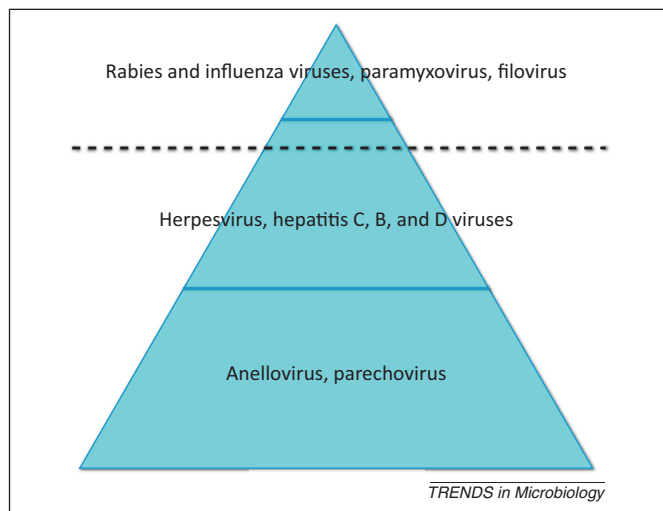 Rabies and influenza viruses, paramyxovirus, filovirus
Herpesvirus, hepatitis C, B, and D viruses
Anellovirus, parechovirus
TRENDS in Microbiology